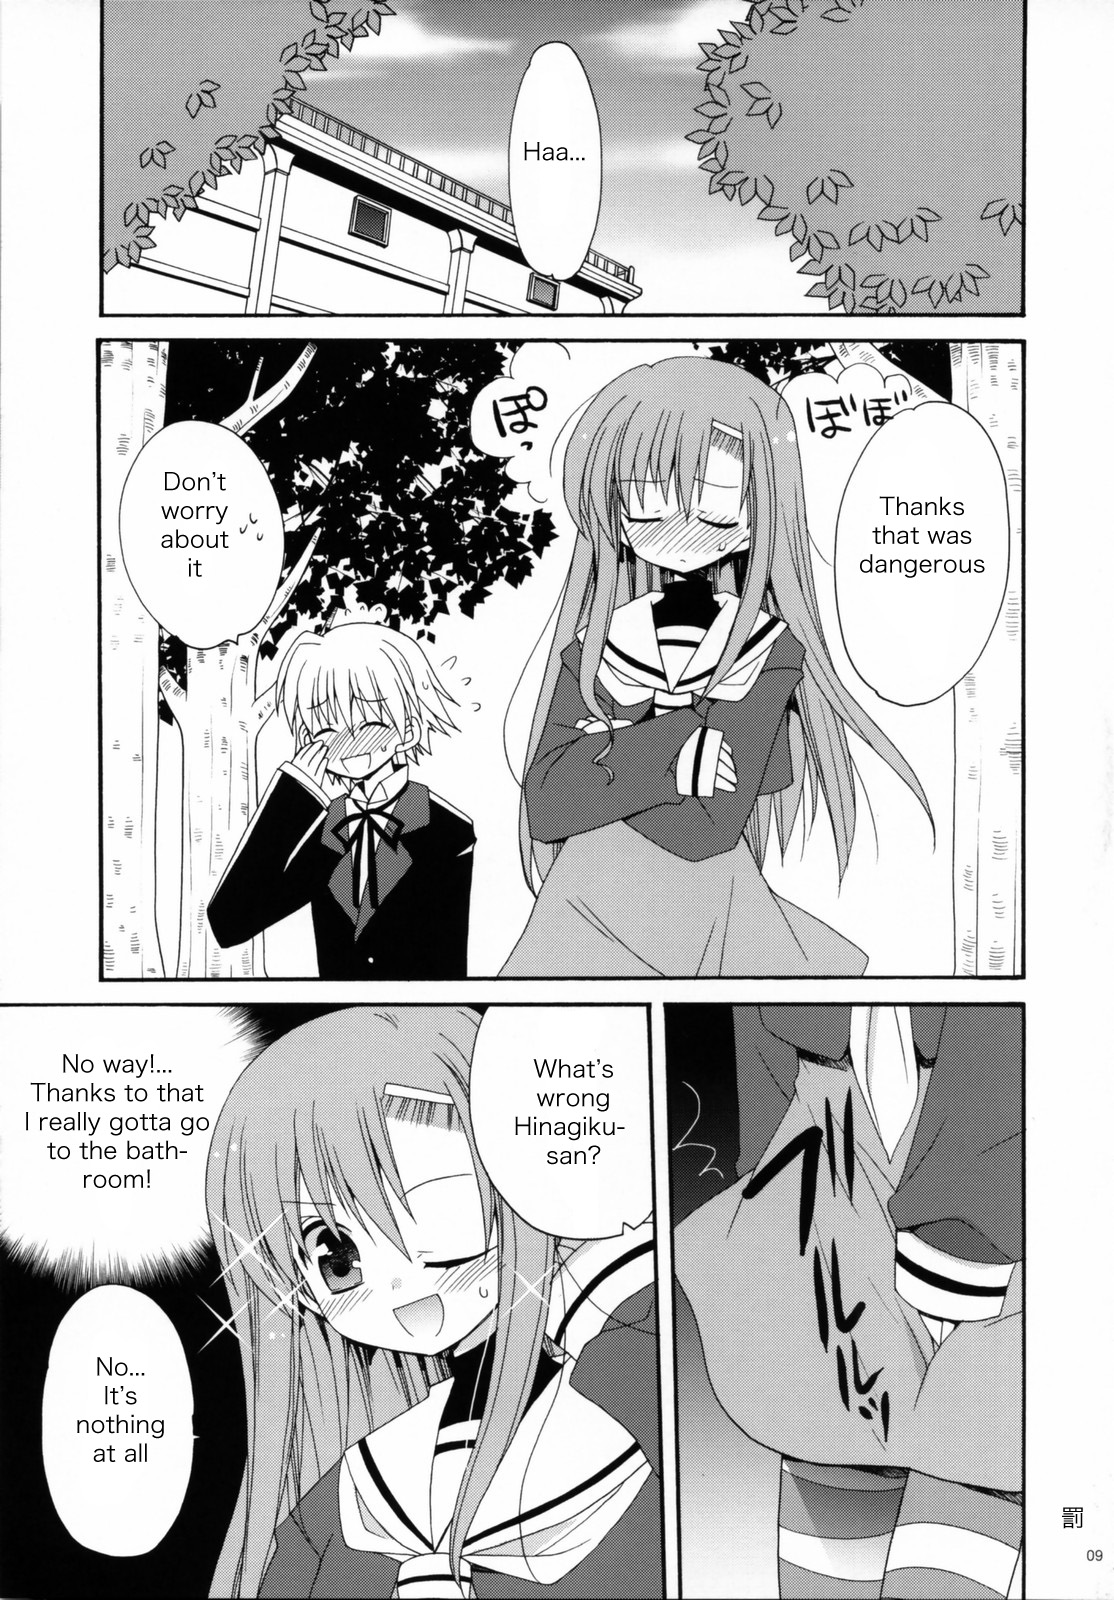 Haa...
Thanks
that was
dangerous
ぼぼ
ぽっ
Don't
worry
about
it
ブルルッ
What's
wrong
Hinagiku-
san?
No way!...
Thanks to that
I really gotta go
to the bath-
room!
No...
It's
nothing
at all
罰
09